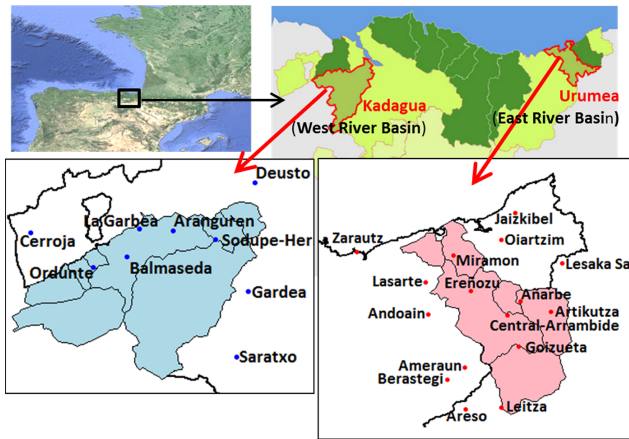 Kadagua
(West River Basin)
Urumea
(East River Basin)
Deusto
La Garbea
Aranguren
Cerroja
Sodupe-Her
Ordunte
Balmaseda
Gardea
Saratxo
Jaizkibel
Zarautz
Oiartzim
Miramon
Lesaka Sa
Lasarte
Ereñozu
Añarbe
Andoain
Artikutza
Central-Arrambide
Goizueta
Ameraun
Berastegi
Areso
Leitza